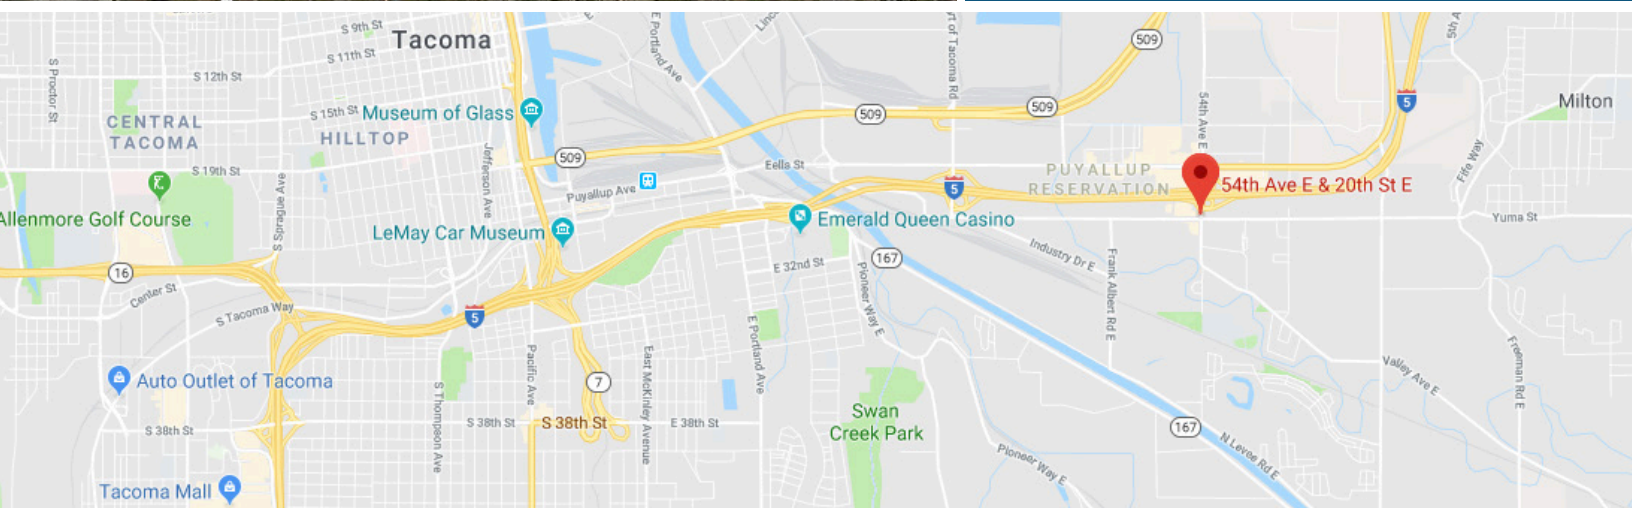 S 9th St
S 11th St
Tacoma
E Portland Ave
509
5
Milton
S Proctor St
S 12th St
S 15th St
Museum of Glass
CENTRAL
TACOMA
HILLTOP
509
509
54th Ave E
S 19th St
Jefferson Ave
509
Eells St
Puyallup Ave
5
PUYALLUP
RESERVATION
54th Ave E & 20th St E
Fife Way
Allenmore Golf Course
S Sprague Ave
LeMay Car Museum
Emerald Queen Casino
Yuma St
16
Center St
E 32nd St
167
Industry Dr E
Frank Albert Rd E
Pioneer Way E
S Tacoma Way
5
E Portland Ave
Pacific Ave
East McKinley Avenue
Auto Outlet of Tacoma
S Thompson Ave
7
Valley Ave E
Freeman Rd E
S 38th St
S 38th St
S 38th St
E 38th St
Swan
Creek Park
167
N Levee Rd E
Pioneer Way E
Tacoma Mall